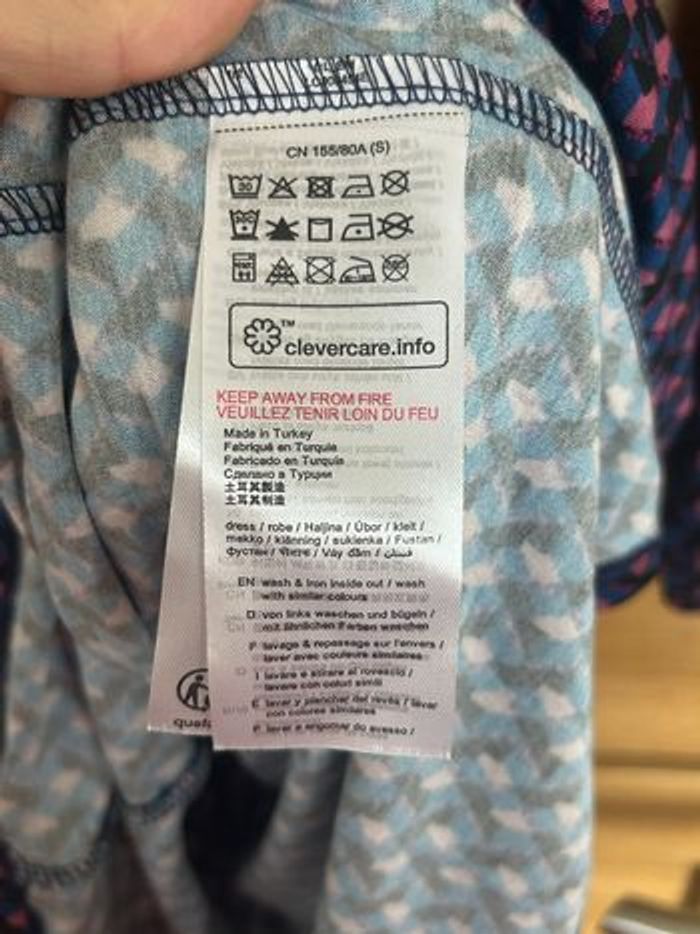 CN 155/80A (S)
30
TM
clevercare.info
KEEP AWAY FROM FIRE
VEUILLEZ TENIR LOIN DU FEU
Made in Turkey
Fabriqué en Turquie
Fabricado en Turquía
Сделано в Турции
土耳其製造
土耳其制造
dress / robe / Haljina / Obor / kleit /
mekko / klänning / sukienka / Fustan /
фустан / Váy đầm / فستان
EN wash & iron inside out / wash
with similar colours
D von links waschen und bügeln /
mit ähnlichen Farben waschen
F lavage & repassage sur l'envers /
laver avec couleurs similaires
I lavare e stirare al rovescio /
lavare con colori simili
E lavar y planchar del revés / lavar
con colores similares
P lavar e engomar do avesso /